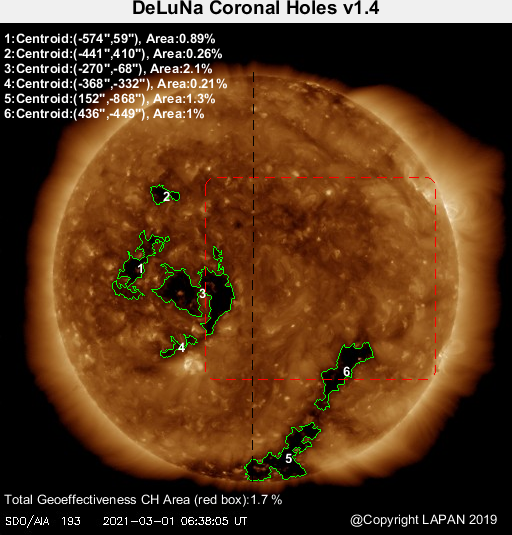 DeLuNa Coronal Holes v1.4
1:Centroid:(-574",59"), Area:0.89%
2:Centroid:(-441",410"), Area:0.26%
3:Centroid:(-270",-68"), Area:2.1%
4:Centroid:(-368",-332"), Area:0.21%
5:Centroid:(152",-868"), Area:1.3%
6:Centroid:(436",-449"), Area:1%
2
1
3
4
6
5
Total Geoeffectiveness CH Area (red box):1.7 %
SDO/AIA 193 2021-03-01 06:38:05 UT
@Copyright LAPAN 2019